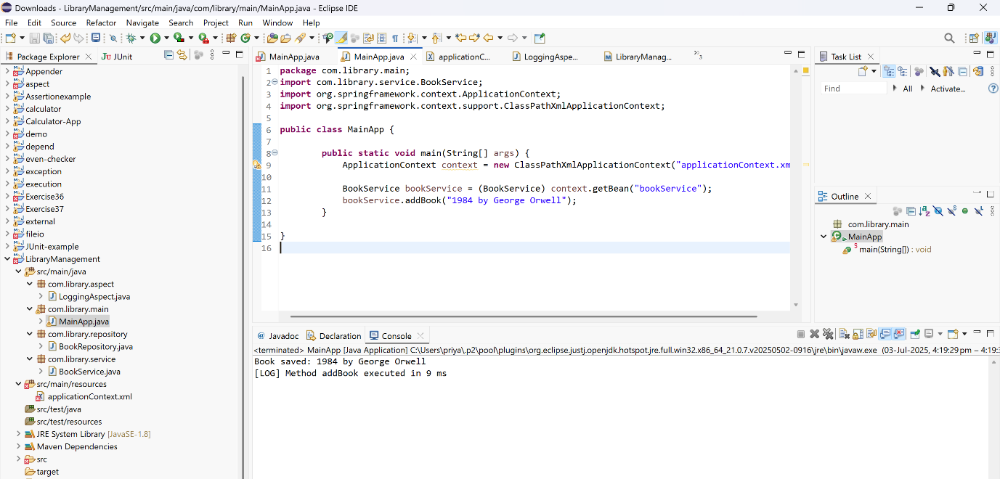 Downloads - LibraryManagement/src/main/java/com/library/main/MainApp.java - Eclipse IDE
File Edit Source Refactor Navigate Search Project Run Window Help
Package Explorer JUnit
Appender
aspect
Assertionexample
calculator
Calculator-App
demo
depend
even-checker
exception
execution
Exercise36
Exercise37
external
fileio
JUnit-example
LibraryManagement
src/main/java
com.library.aspect
LoggingAspect.java
com.library.main
MainApp.java
com.library.repository
BookRepository.java
com.library.service
BookService.java
src/main/resources
applicationContext.xml
src/test/java
src/test/resources
JRE System Library [JavaSE-1.8]
Maven Dependencies
src
target
MainApp.java MainApp.java applicationC... LoggingAspe... LibraryManag... »3
1 package com.library.main;
2 import com.library.service.BookService;
3 import org.springframework.context.ApplicationContext;
4 import org.springframework.context.support.ClassPathXmlApplicationContext;
5
6 public class MainApp {
7
8 public static void main(String[] args) {
9 ApplicationContext context = new ClassPathXmlApplicationContext("applicationContext.xm
10
11 BookService bookService = (BookService) context.getBean("bookService");
12 bookService.addBook("1984 by George Orwell");
13 }
14
15 }
16
Javadoc Declaration Console
<terminated> MainApp [Java Application] C:\Users\priya\.p2\pool\plugins\org.eclipse.justj.openjdk.hotspot.jre.full.win32.x86_64_21.0.7.v20250502-0916\jre\bin\javaw.exe (03-Jul-2025, 4:19:29 pm – 4:19:
Book saved: 1984 by George Orwell
[LOG] Method addBook executed in 9 ms
Task List
Find All Activate...
Outline
com.library.main
MainApp
main(String[]) : void